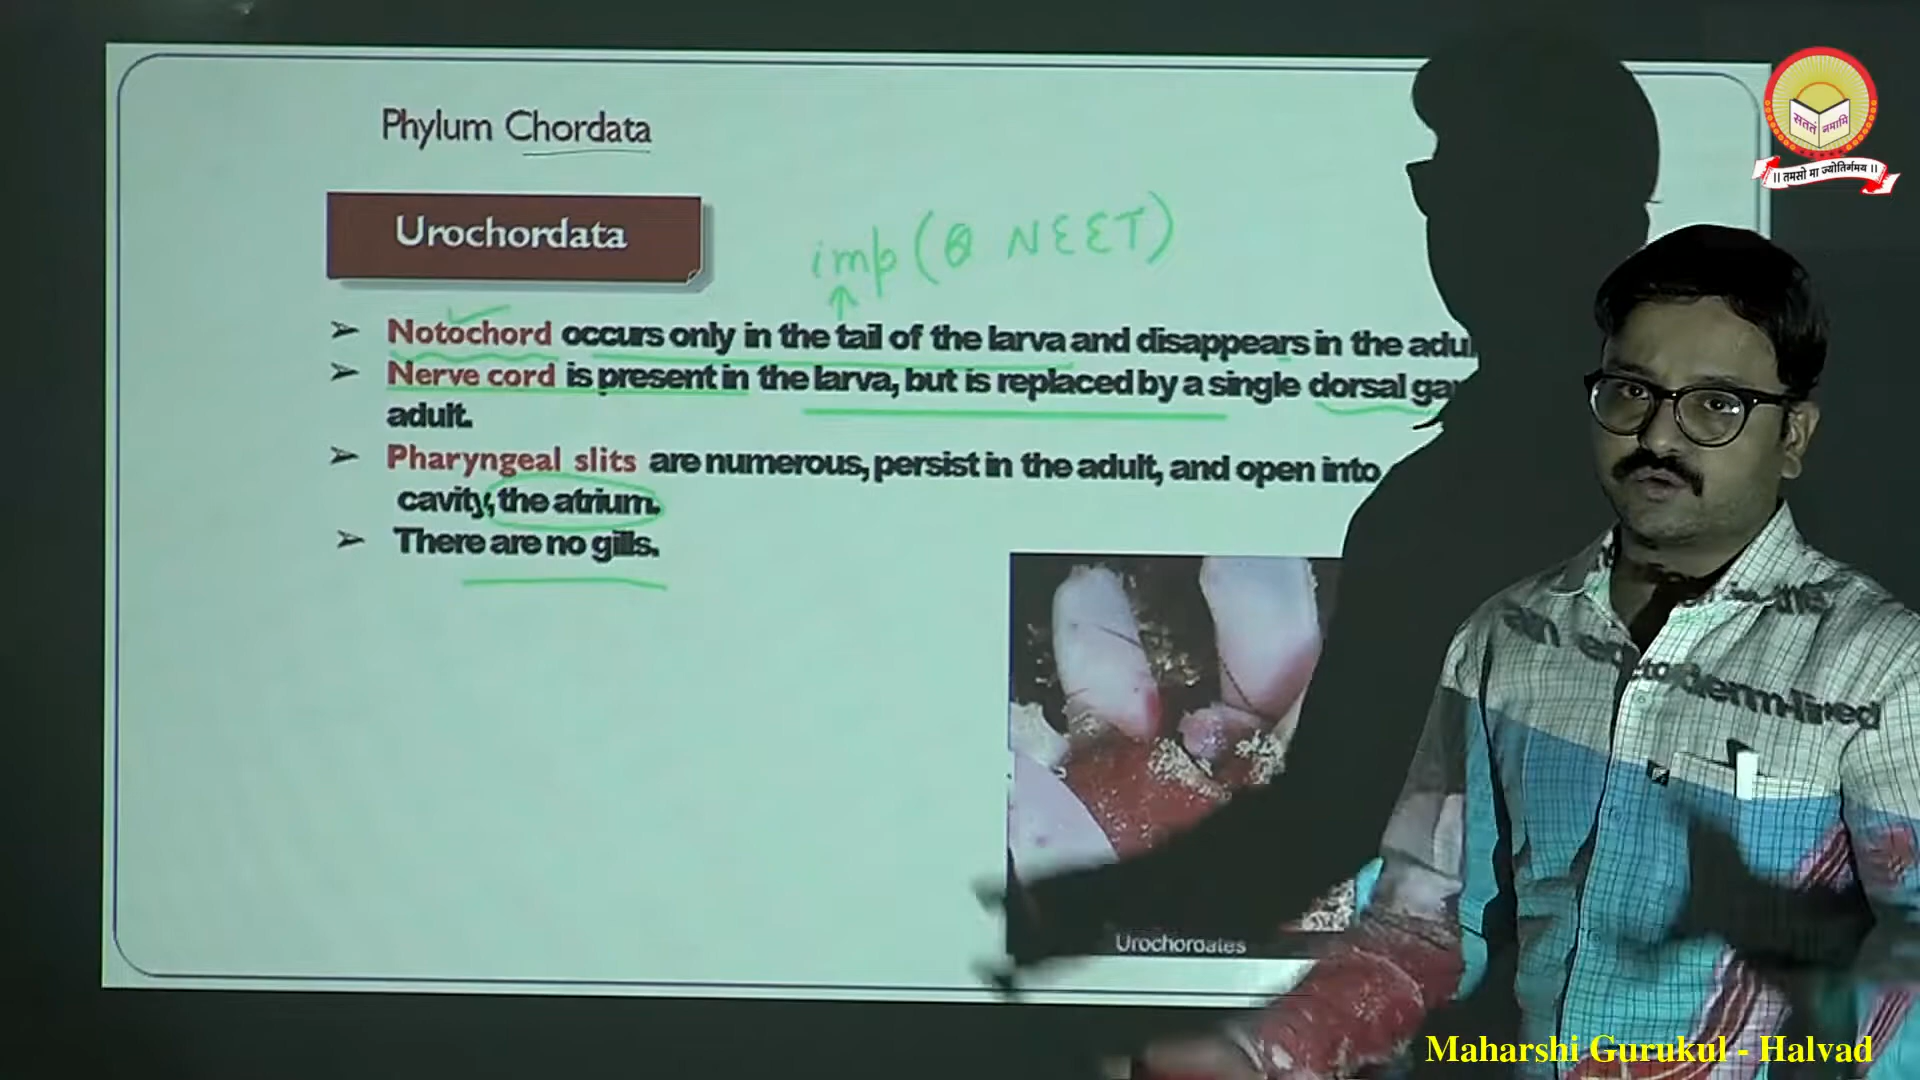 Phylum Chordata
Urochordata
imp (Q NEET)
➢ Notochord occurs only in the tail of the larva and disappears in the
➢ Nerve cord is present in the larva, but is replaced by a single dorsal
adult.
➢ Pharyngeal slits are numerous, persist in the adult, and open into
cavity, the atrium.
➢ There are no gills.
Urochordates
ectoderm-lined
सततं नमामि
।। तमसो मा ज्योतिर्गमय ।।
Maharshi Gurukul - Halvad